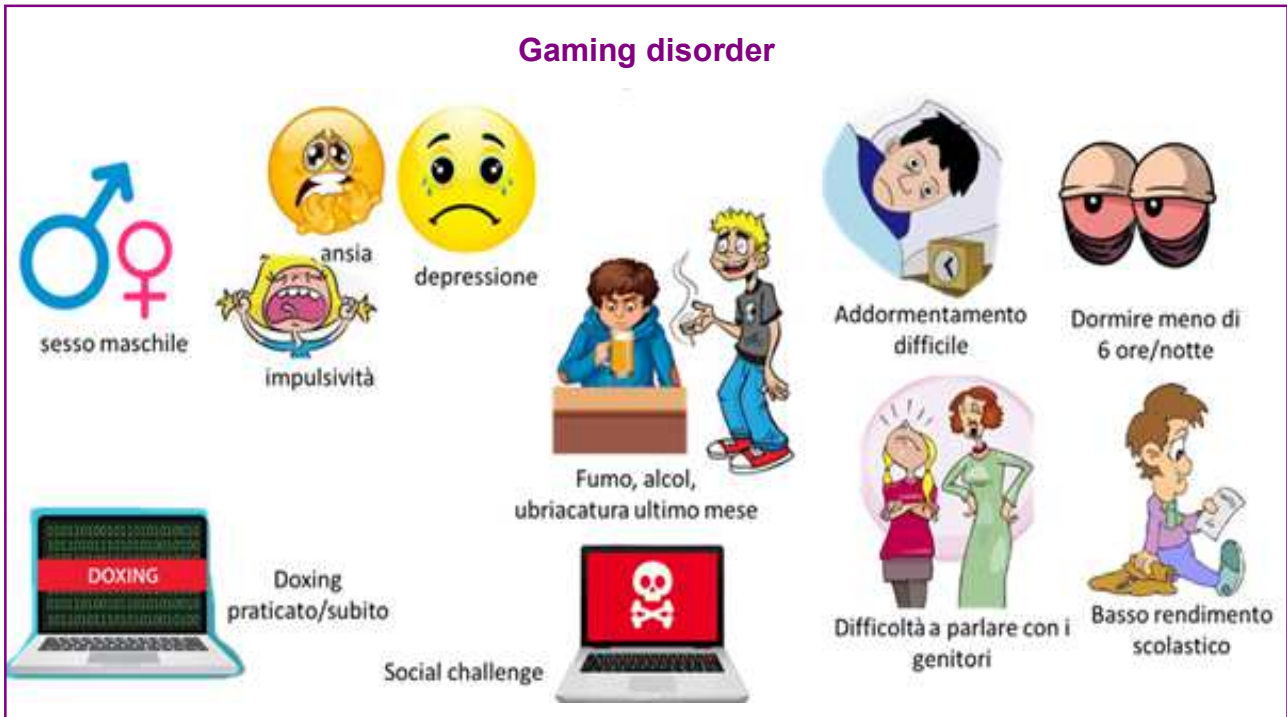 Gaming disorder
ansia
depressione
sesso maschile
impulsività
Addormentamento
difficile
Dormire meno di
6 ore/notte
Fumo, alcol,
ubriacatura ultimo mese
DOXING
Doxing
praticato/subito
Social challenge
Difficoltà a parlare con i
genitori
Basso rendimento
scolastico